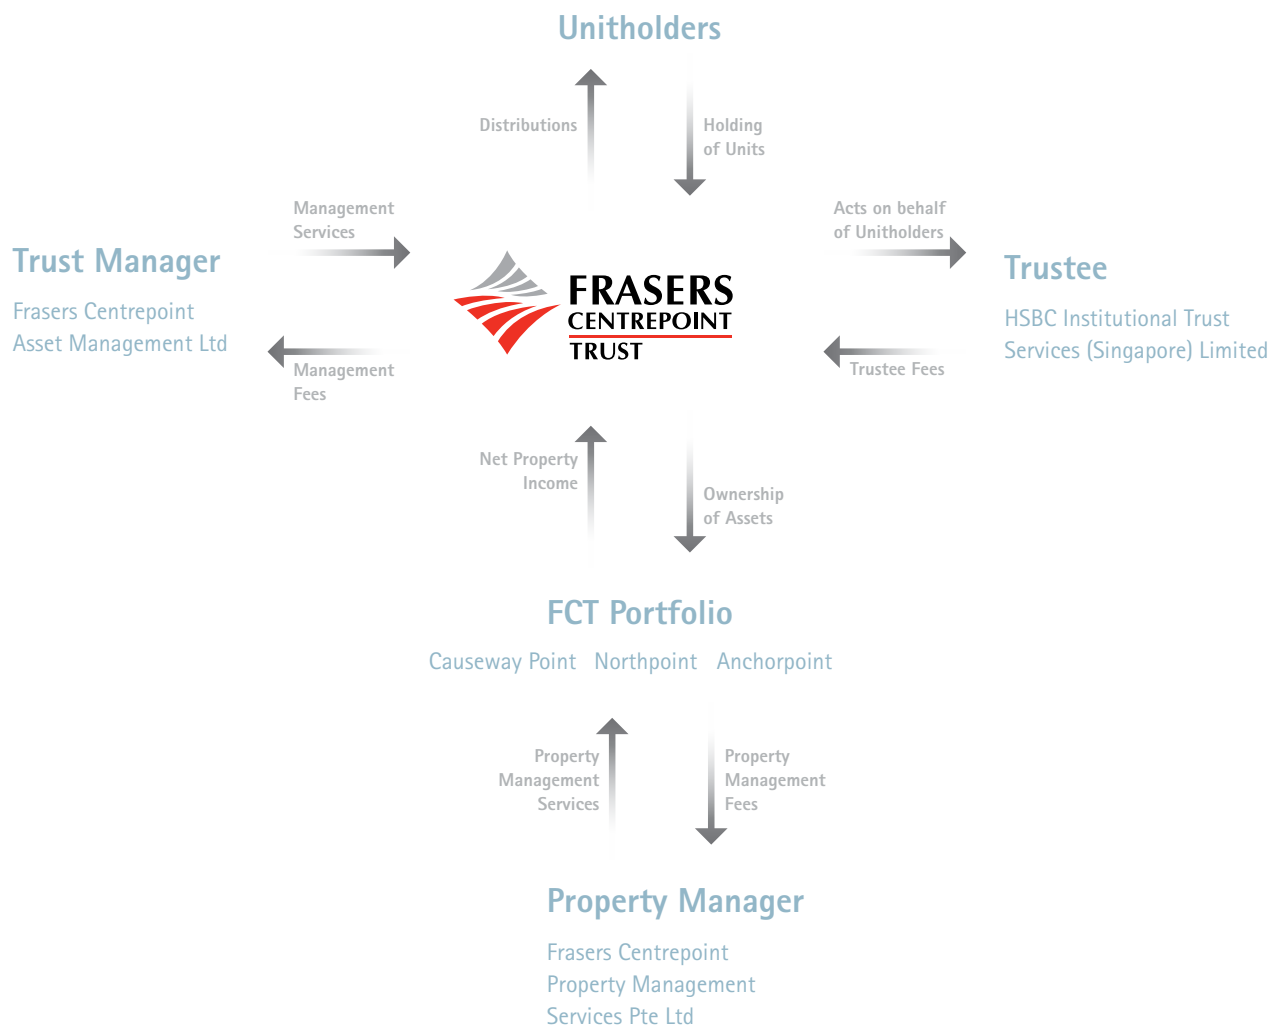 Unitholders
Distributions
Holding
of Units
Management
Services
Acts on behalf
of Unitholders
Trust Manager
Frasers Centrepoint
Asset Management Ltd
FRASERS
CENTREPOINT
TRUST
Trustee
HSBC Institutional Trust
Services (Singapore) Limited
Management
Fees
Trustee Fees
Net Property
Income
Ownership
of Assets
FCT Portfolio
Causeway Point Northpoint Anchorpoint
Property
Management
Services
Property
Management
Fees
Property Manager
Frasers Centrepoint
Property Management
Services Pte Ltd